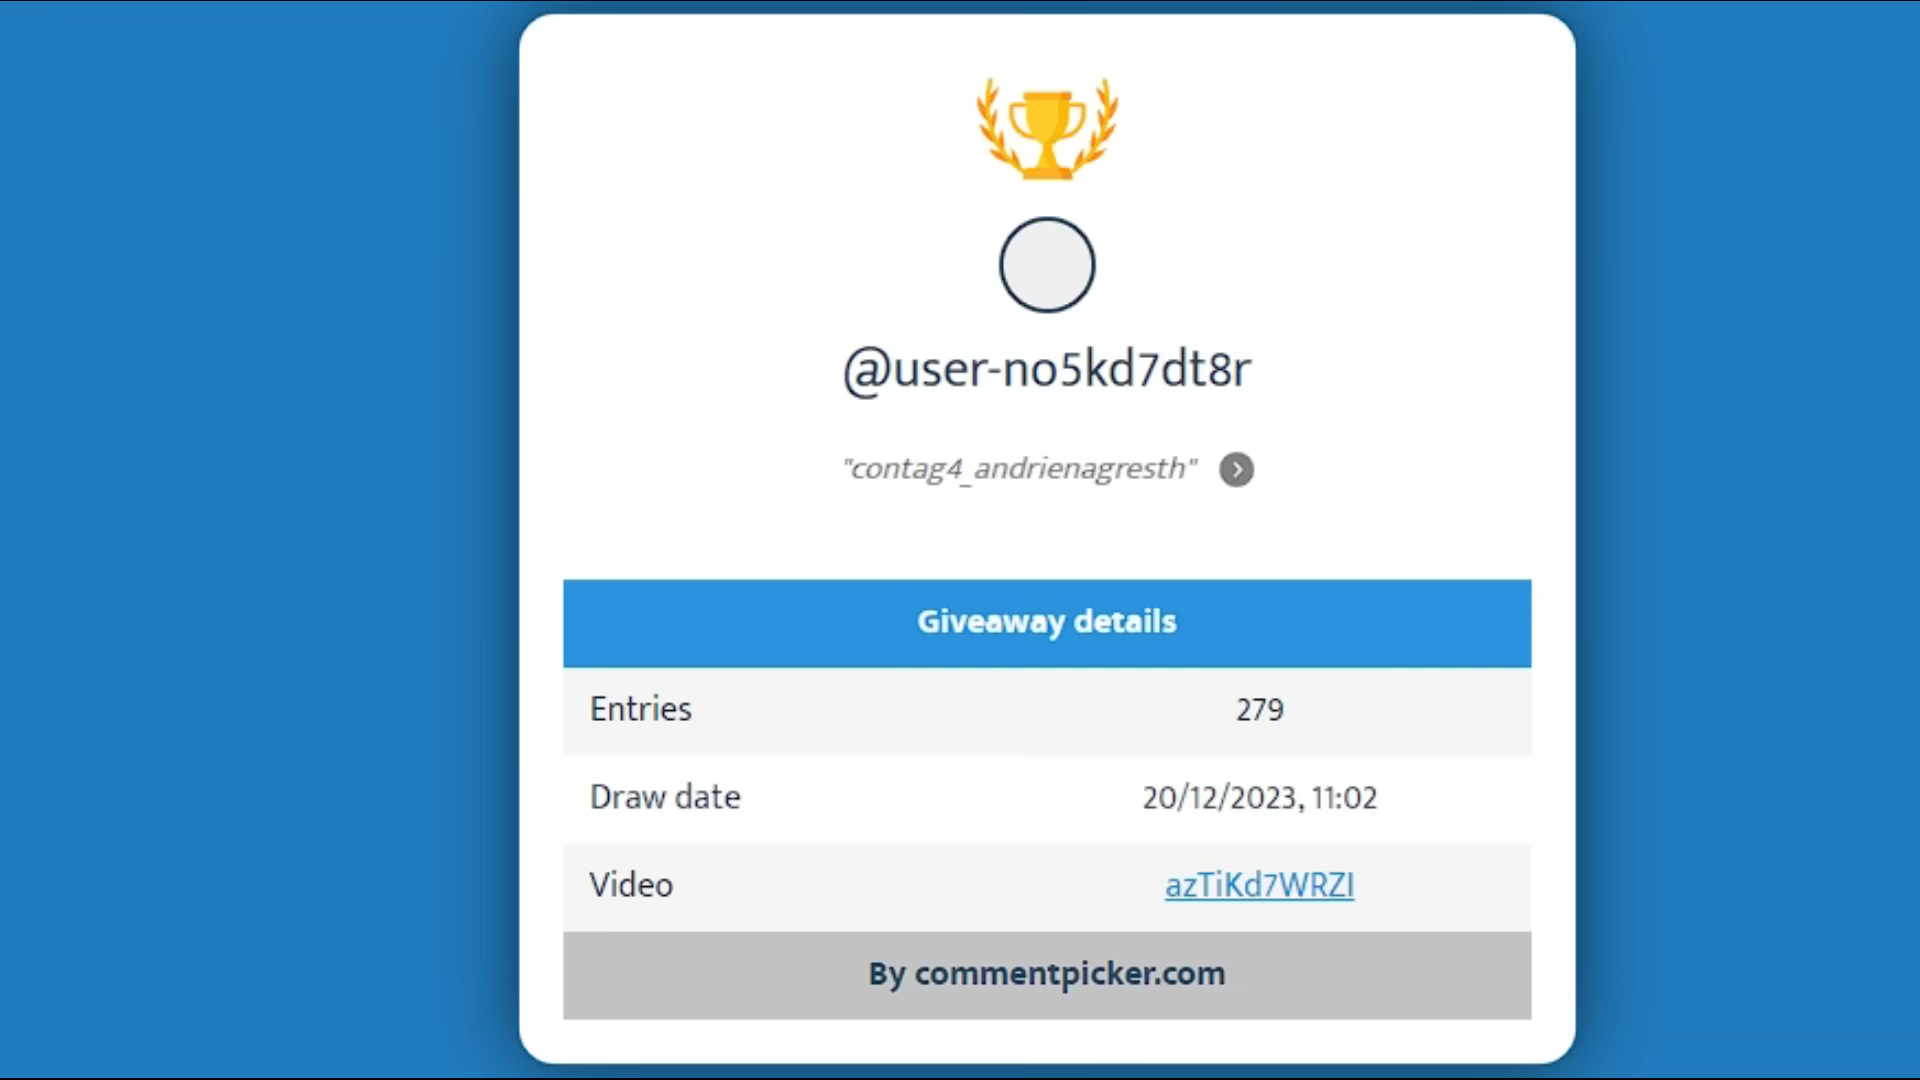 @user-no5kd7dt8r
"contag4_andrienagresth"
Giveaway details
Entries 279
Draw date 20/12/2023, 11:02
Video azTiKd7WRZI
By commentpicker.com